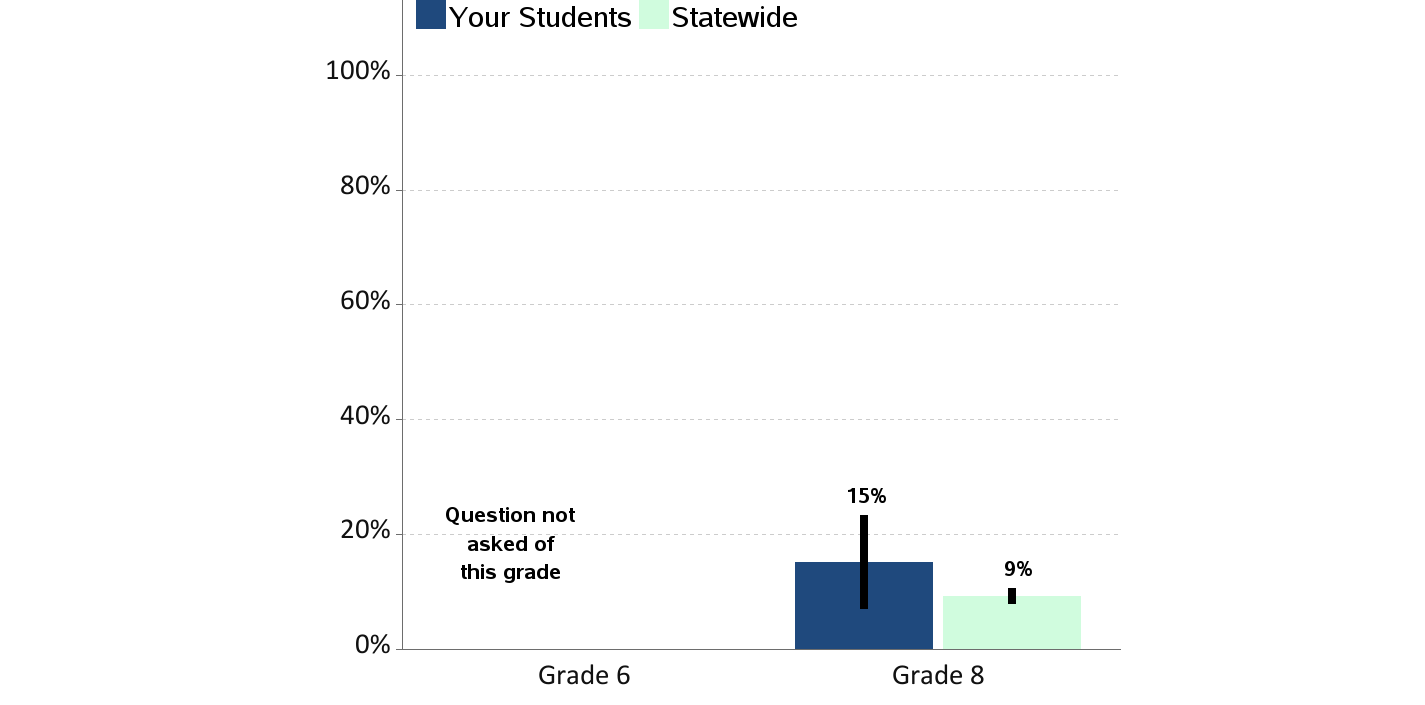 Your Students Statewide
100%
80%
60%
40%
20%
0%
Question not
asked of
this grade
15%
9%
Grade 6 Grade 8